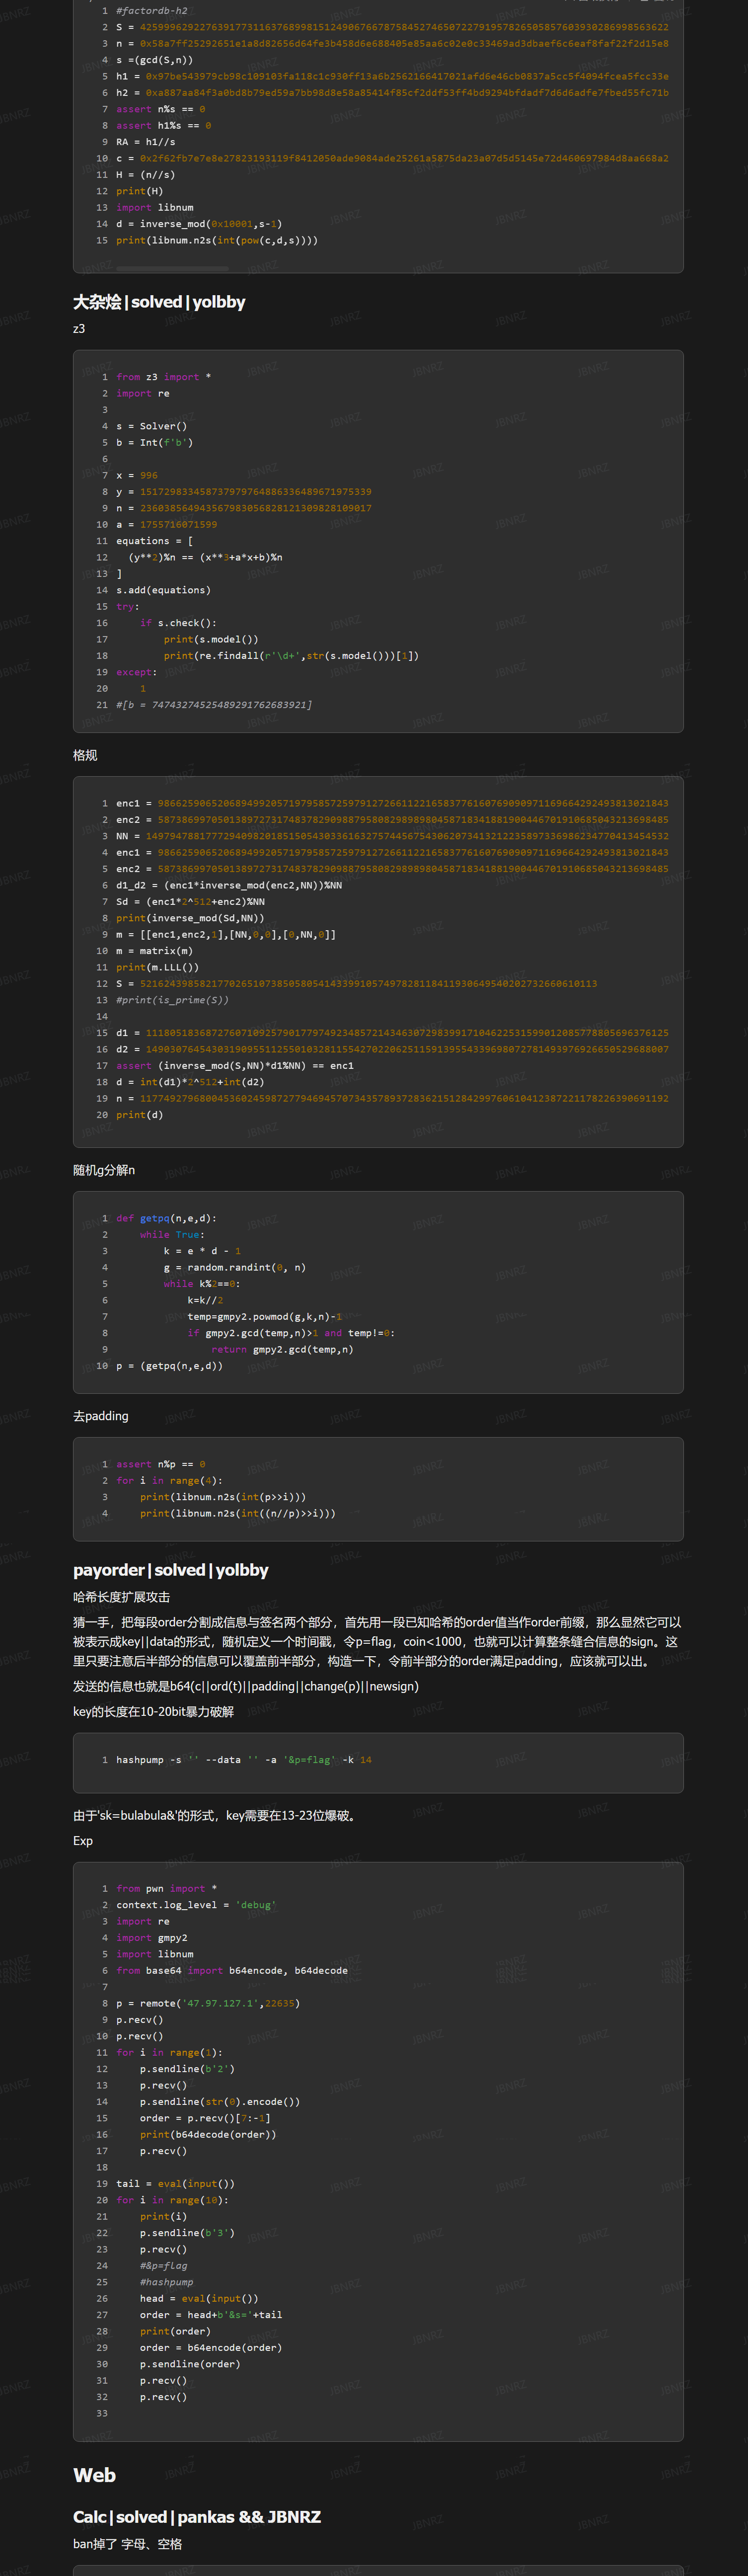 1 #factordb-h2
2 S = 4259996292276391773116376899815124906766787584527465072279195782650585760393028699856362​2
3 n = 0x58a7ff25292651e1a8d82656d64fe3b458d6e688405e85aa6c02e0c33469ad3dbaef6c6eaf8faf22f2d15e8
4 s =(gcd(S,n))
5 h1 = 0x97be543979cb98c109103fa118c1c930ff13a6b2562166417021afd6e46cb0837a5cc5f4094fcea5fcc33e
6 h2 = 0xa887aa84f3a0bd8b79ed59a7bb98d8e58a85414f85cf2ddf53ff4bd9294bfdadf7d6d6adfe7fbed55fc71b
7 assert n%s == 0
8 assert h1%s == 0
9 RA = h1//s
10 c = 0x2f62fb7e7e8e27823193119f8412050ade9084ade25261a5875da23a07d5d5145e72d460697984d8aa668a2
11 H = (n//s)
12 print(H)
13 import libnum
14 d = inverse_mod(0x10001,s-1)
15 print(libnum.n2s(int(pow(c,d,s))))
大杂烩|solved|yolbby
z3
1 from z3 import *
2 import re
3
4 s = Solver()
5 b = Int(f'b')
6
7 x = 996
8 y = 151729833458737979764886336489671975339
9 n = 236038564943567983056828121309828109017
10 a = 1755716071599
11 equations = [
12 (y**2)%n == (x**3+a*x+b)%n
13 ]
14 s.add(equations)
15 try:
16 if s.check():
17 print(s.model())
18 print(re.findall(r'\d+',str(s.model()))[1])
19 except:
20 1
21 #[b = 74743274525489291762683921]
格规
1 enc1 = 98662590652068949920571979585725979127266112216583776160769090971169664292493813021843
2 enc2 = 58738699705013897273174837829098879580829898980458718341881900446701910685043213698485
3 NN = 149794788177729409820185150543033616327574456754306207341321223589733698623477041345453​2
4 enc1 = 98662590652068949920571979585725979127266112216583776160769090971169664292493813021843
5 enc2 = 58738699705013897273174837829098879580829898980458718341881900446701910685043213698485
6 d1_d2 = (enc1*inverse_mod(enc2,NN))%NN
7 Sd = (enc1*2^512+enc2)%NN
8 print(inverse_mod(Sd,NN))
9 m = [[enc1,enc2,1],[NN,0,0],[0,NN,0]]
10 m = matrix(m)
11 print(m.LLL())
12 S = 52162439858217702651073850580541433991057497828118411930649540202732660610113
13 #print(is_prime(S))
14
15 d1 = 11180518368727607109257901779749234857214346307298399171046225315990120857788056963761​25
16 d2 = 14903076454303190955112550103281155427022062511591395543396980727814939769266505296880​07
17 assert (inverse_mod(S,NN)*d1%NN) == enc1
18 d = int(d1)*2^512+int(d2)
19 n = 117749279680045360245987277946945707343578937283621512842997606104123872211782263906911​92
20 print(d)
随机g分解n
1 def getpq(n,e,d):
2 while True:
3 k = e * d - 1
4 g = random.randint(0, n)
5 while k%2==0:
6 k=k//2
7 temp=gmpy2.powmod(g,k,n)-1
8 if gmpy2.gcd(temp,n)>1 and temp!=0:
9 return gmpy2.gcd(temp,n)
10 p = (getpq(n,e,d))
去padding
1 assert n%p == 0
2 for i in range(4):
3 print(libnum.n2s(int(p>>i)))
4 print(libnum.n2s(int((n//p)>>i)))
payorder|solved|yolbby
哈希长度扩展攻击
猜一手，把每段order分割成信息与签名两个部分，首先用一段已知哈希的order值当作order前缀，那么显然它可以
被表示成key||data的形式，随机定义一个时间戳，令p=flag，coin<1000，也就可以计算整条缝合信息的sign。这
里只要注意后半部分的信息可以覆盖前半部分，构造一下，令前半部分的order满足padding，应该就可以出。
发送的信息也就是b64(c||ord(t)||padding||change(p)||newsign)
key的长度在10-20bit暴力破解
1 hashpump -s '' --data '' -a '&p=flag' -k 14
由于'sk=bulabula&'的形式，key需要在13-23位爆破。
Exp
1 from pwn import *
2 context.log_level = 'debug'
3 import re
4 import gmpy2
5 import libnum
6 from base64 import b64encode, b64decode
7
8 p = remote('47.97.127.1',22635)
9 p.recv()
10 p.recv()
11 for i in range(1):
12 p.sendline(b'2')
13 p.recv()
14 p.sendline(str(0).encode())
15 order = p.recv()[7:-1]
16 print(b64decode(order))
17 p.recv()
18
19 tail = eval(input())
20 for i in range(10):
21 print(i)
22 p.sendline(b'3')
23 p.recv()
24 #&p=flag
25 #hashpump
26 head = eval(input())
27 order = head+b'&s='+tail
28 print(order)
29 order = b64encode(order)
30 p.sendline(order)
31 p.recv()
32 p.recv()
33
Web
Calc|solved|pankas && JBNRZ
ban掉了 字母、空格